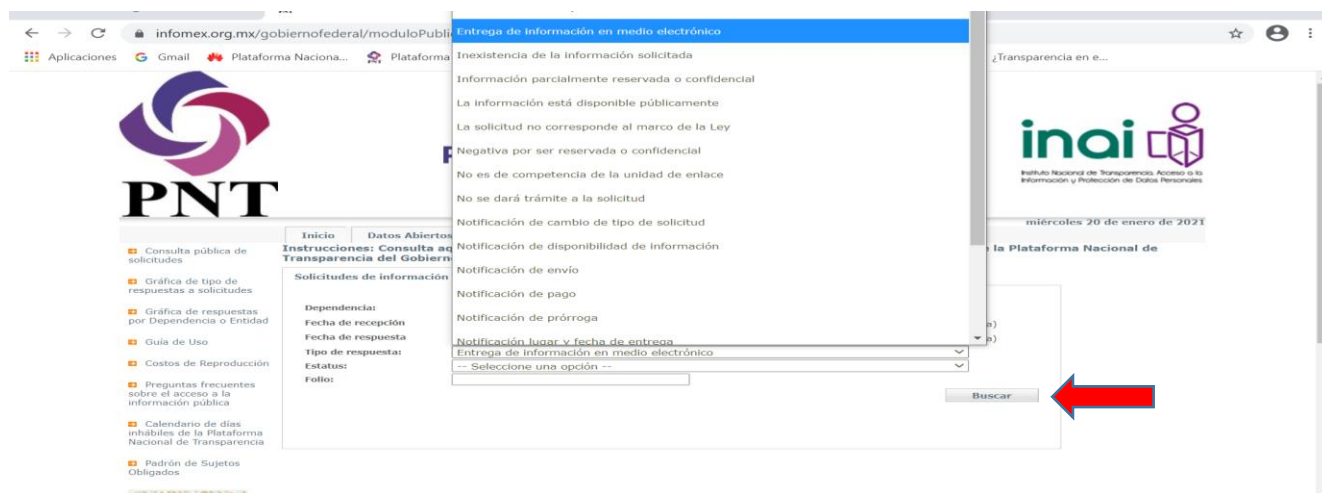 infomex.org.mx/gobiernofederal/moduloPubli
Aplicaciones
Gmail
Plataforma Naciona...
Plataforma
¿Transparencia en e...
Entrega de información en medio electrónico
Inexistencia de la información solicitada
Información parcialmente reservada o confidencial
La información está disponible públicamente
La solicitud no corresponde al marco de la Ley
Negativa por ser reservada o confidencial
No es de competencia de la unidad de enlace
No se dará trámite a la solicitud
Notificación de cambio de tipo de solicitud
Notificación de disponibilidad de información
Notificación de envío
Notificación de pago
Notificación de prórroga
Notificación lugar y fecha de entrega
PNT
inai
Instituto Nacional de Transparencia, Acceso a la
Información y Protección de Datos Personales
miércoles 20 de enero de 2021
Inicio
Datos Abiertos
Instrucciones: Consulta aq
la Plataforma Nacional de
Transparencia del Gobiern
Solicitudes de información
Dependencia:
Fecha de recepción
a)
Fecha de respuesta
a)
Tipo de respuesta:
Entrega de información en medio electrónico
Estatus:
-- Seleccione una opción --
Folio:
Buscar
Consulta pública de
solicitudes
Gráfica de tipo de
respuestas a solicitudes
Gráfica de respuestas
por Dependencia o Entidad
Guía de Uso
Costos de Reproducción
Preguntas frecuentes
sobre el acceso a la
información pública
Calendario de días
inhábiles de la Plataforma
Nacional de Transparencia
Padrón de Sujetos
Obligados